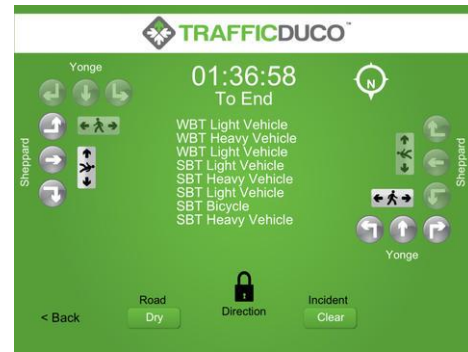 TRAFFICDUCO™
Yonge
01:36:58
To End
N
WBT Light Vehicle
WBT Heavy Vehicle
WBT Light Vehicle
SBT Light Vehicle
SBT Heavy Vehicle
SBT Light Vehicle
SBT Bicycle
SBT Heavy Vehicle
Sheppard
Sheppard
Yonge
Road
Incident
< Back
Dry
Direction
Clear